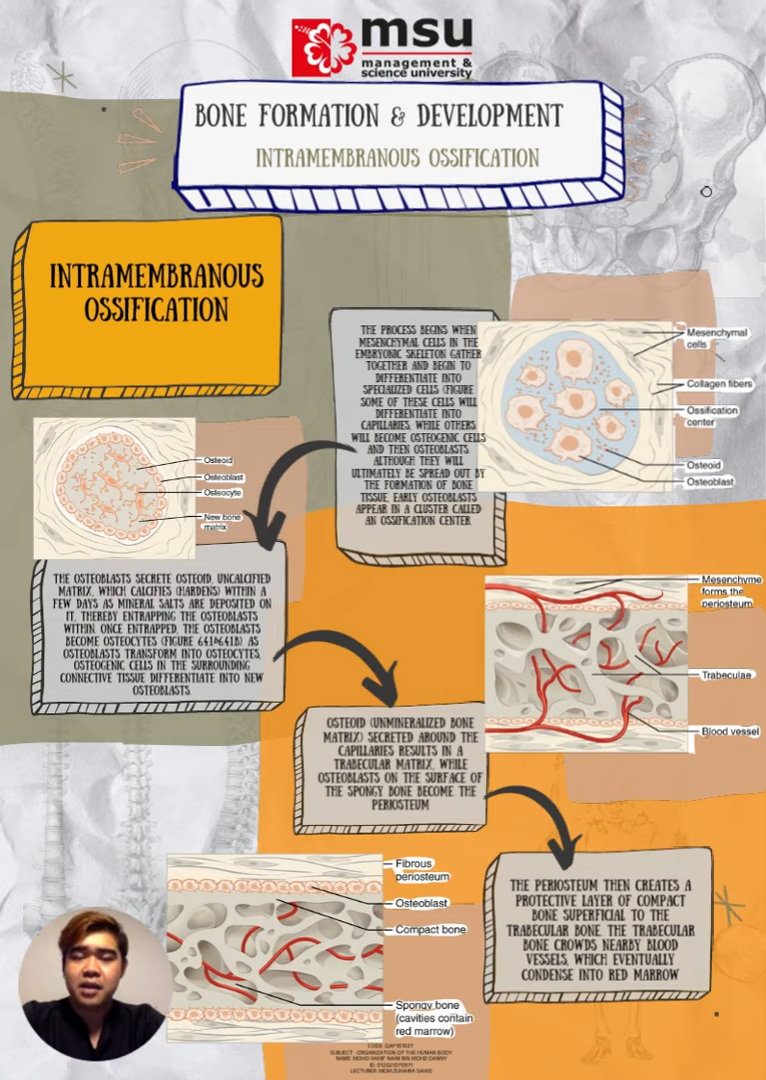 msu
management &
science university
BONE FORMATION & DEVELOPMENT
INTRAMEMBRANOUS OSSIFICATION
INTRAMEMBRANOUS
OSSIFICATION
THE PROCESS BEGINS WHEN
MESENCHYMAL CELLS IN THE
EMBRYONIC SKELETON GATHER
TOGETHER AND BEGIN TO
DIFFERENTIATE INTO
SPECIALIZED CELLS (FIGURE
SOME OF THESE CELLS WILL
DIFFERENTIATE INTO
CAPILLARIES, WHILE OTHERS
WILL BECOME OSTEOGENIC CELLS
AND THEN OSTEOBLASTS.
ALTHOUGH THEY WILL
ULTIMATELY BE SPREAD OUT BY
THE FORMATION OF BONE
TISSUE, EARLY OSTEOBLASTS
APPEAR IN A CLUSTER CALLED
AN OSSIFICATION CENTER
Mesenchymal
cells
Collagen fibers
Ossification
center
Osteoid
Osteoblast
Osteoid
Osteoblast
Osteocyte
New bone
matrix
THE OSTEOBLASTS SECRETE OSTEOID, UNCALCIFIED
MATRIX, WHICH CALCIFIES (HARDENS) WITHIN A
FEW DAYS AS MINERAL SALTS ARE DEPOSITED ON
IT, THEREBY ENTRAPPING THE OSTEOBLASTS
WITHIN. ONCE ENTRAPPED, THE OSTEOBLASTS
BECOME OSTEOCYTES (FIGURE 6.4.1B). AS
OSTEOBLASTS TRANSFORM INTO OSTEOCYTES,
OSTEOGENIC CELLS IN THE SURROUNDING
CONNECTIVE TISSUE DIFFERENTIATE INTO NEW
OSTEOBLASTS
Mesenchyme
forms the
periosteum
Trabeculae
Blood vessel
OSTEOID (UNMINERALIZED BONE
MATRIX) SECRETED AROUND THE
CAPILLARIES RESULTS IN A
TRABECULAR MATRIX, WHILE
OSTEOBLASTS ON THE SURFACE OF
THE SPONGY BONE BECOME THE
PERIOSTEUM
THE PERIOSTEUM THEN CREATES A
PROTECTIVE LAYER OF COMPACT
BONE SUPERFICIAL TO THE
TRABECULAR BONE. THE TRABECULAR
BONE CROWDS NEARBY BLOOD
VESSELS, WHICH EVENTUALLY
CONDENSE INTO RED MARROW
Fibrous
periosteum
Osteoblast
Compact bone
Spongy bone
(cavities contain
red marrow)
SUBJECT : ORGANIZATION OF THE HUMAN BODY